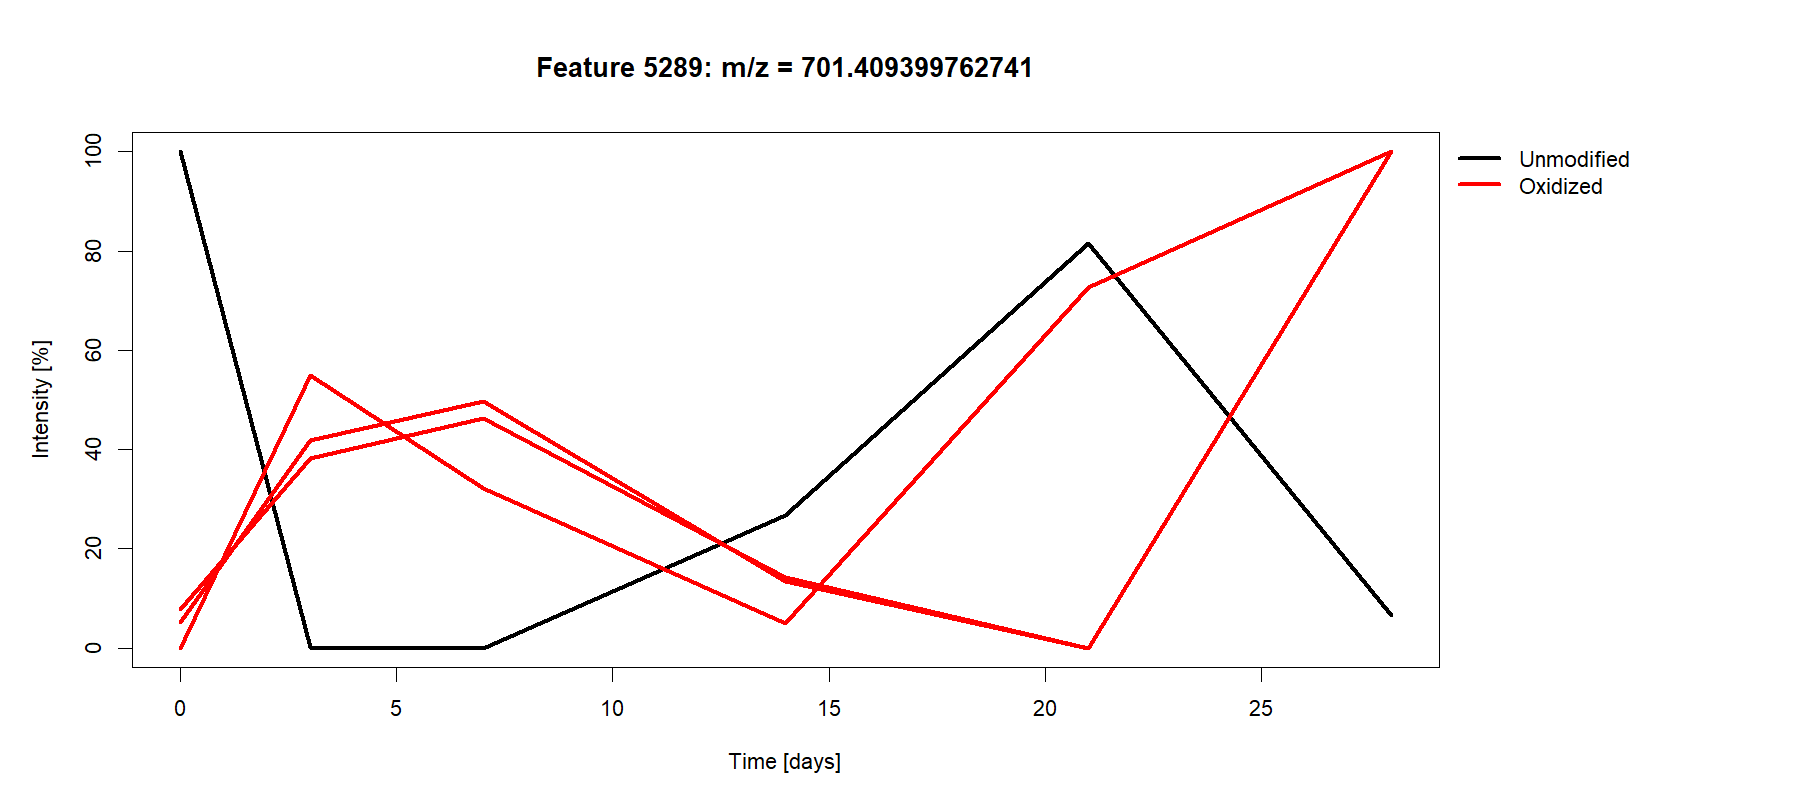 Feature 5289: m/z = 701.409399762741
Unmodified
Oxidized
100
80
60
40
20
0
Intensity [%]
0 5 10 15 20 25
Time [days]